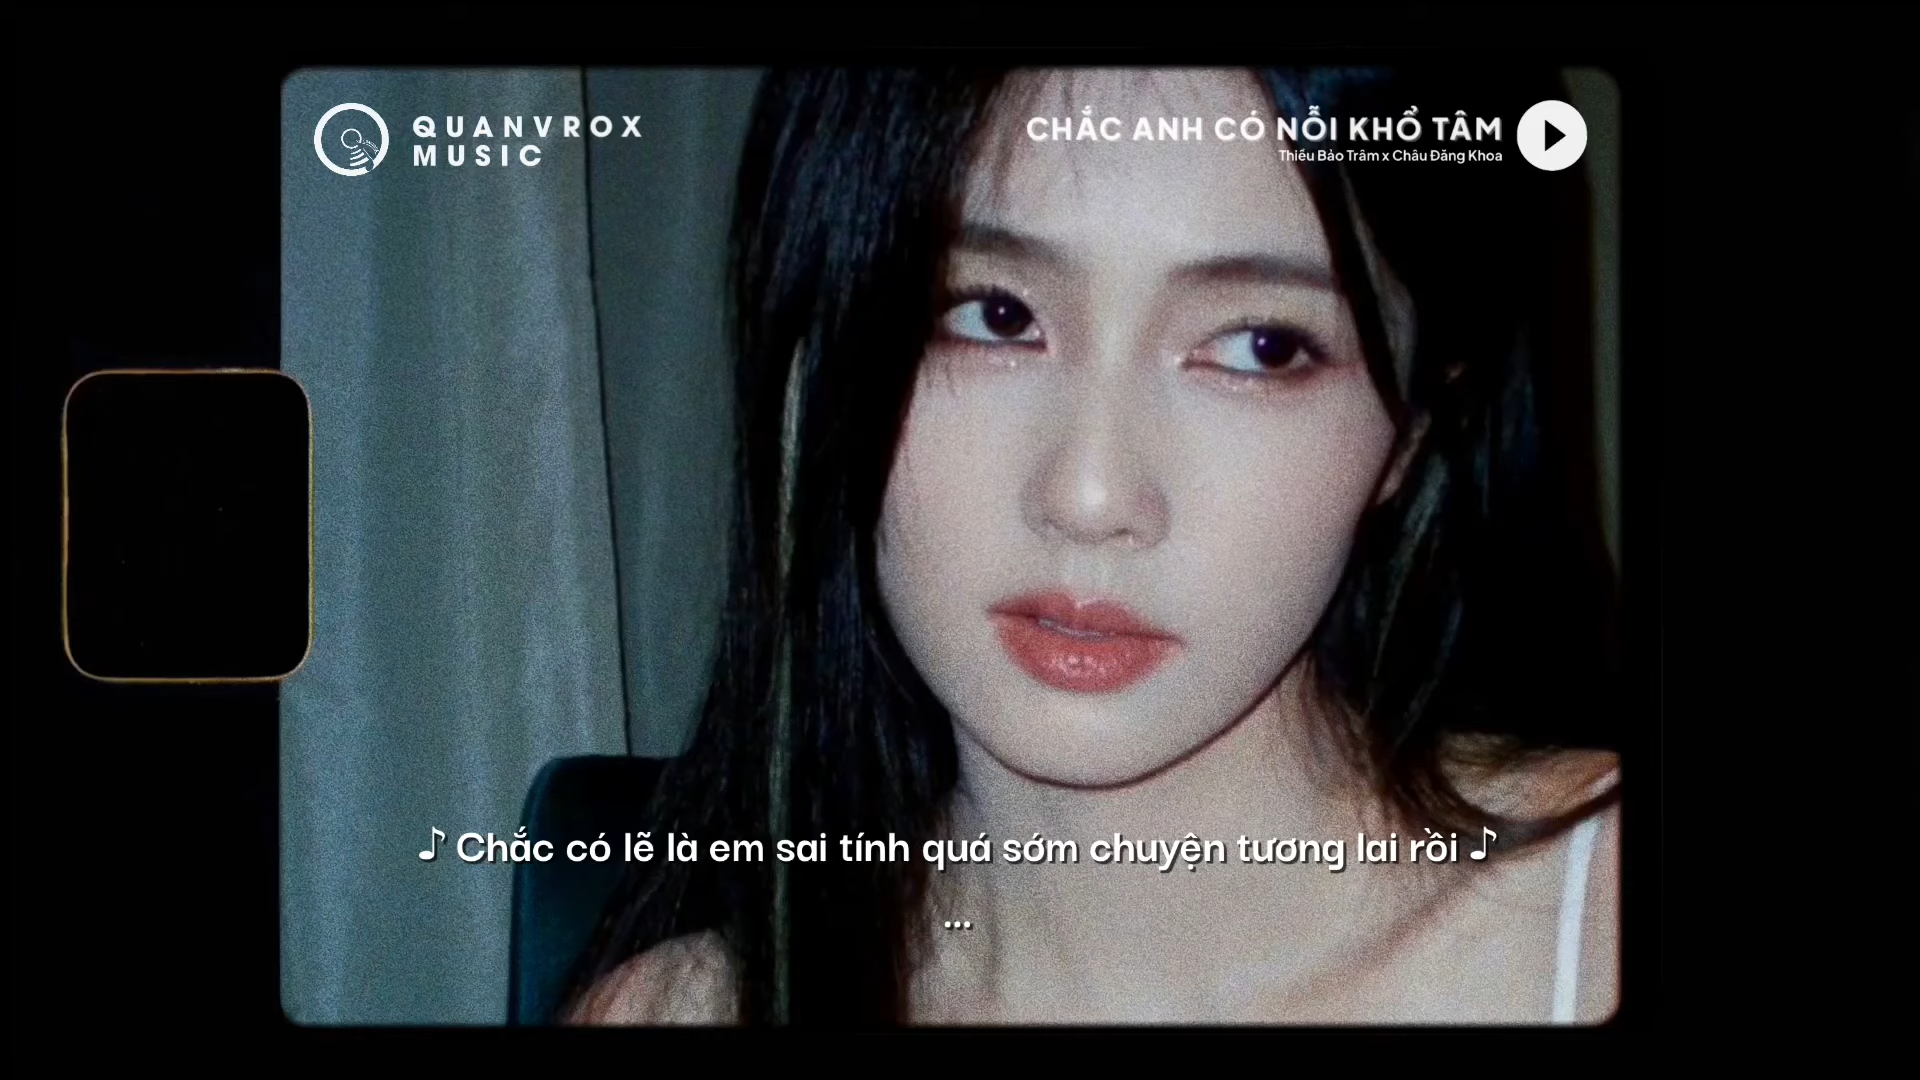 QUANVROX
MUSIC
CHẮC ANH CÓ NỖI KHỔ TÂM
Thiều Bảo Trâm x Châu Đăng Khoa
♪ Chắc có lẽ là em sai tính quá sớm chuyện tương lai rồi ♪
...